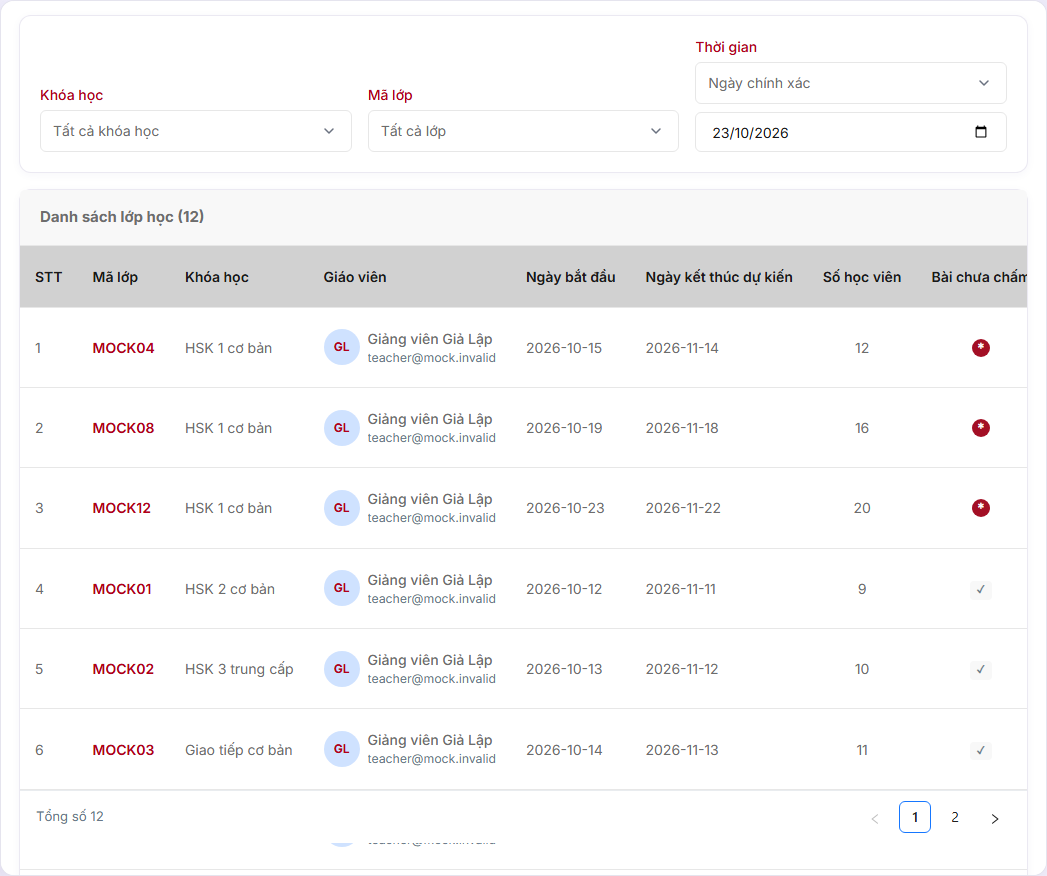 Thời gian
Ngày chính xác
Khóa học
Mã lớp
Tất cả khóa học
Tất cả lớp
23/10/2026
Danh sách lớp học (12)
STT Mã lớp Khóa học Giáo viên Ngày bắt đầu Ngày kết thúc dự kiến Số học viên Bài chưa chấm
1 MOCK04 HSK 1 cơ bản GL Giảng viên Giả Lập 2026-10-15 2026-11-14 12 *
teacher@mock.invalid
2 MOCK08 HSK 1 cơ bản GL Giảng viên Giả Lập 2026-10-19 2026-11-18 16 *
teacher@mock.invalid
3 MOCK12 HSK 1 cơ bản GL Giảng viên Giả Lập 2026-10-23 2026-11-22 20 *
teacher@mock.invalid
4 MOCK01 HSK 2 cơ bản GL Giảng viên Giả Lập 2026-10-12 2026-11-11 9 ✓
teacher@mock.invalid
5 MOCK02 HSK 3 trung cấp GL Giảng viên Giả Lập 2026-10-13 2026-11-12 10 ✓
teacher@mock.invalid
6 MOCK03 Giao tiếp cơ bản GL Giảng viên Giả Lập 2026-10-14 2026-11-13 11 ✓
teacher@mock.invalid
Tổng số 12 < 1 2 >